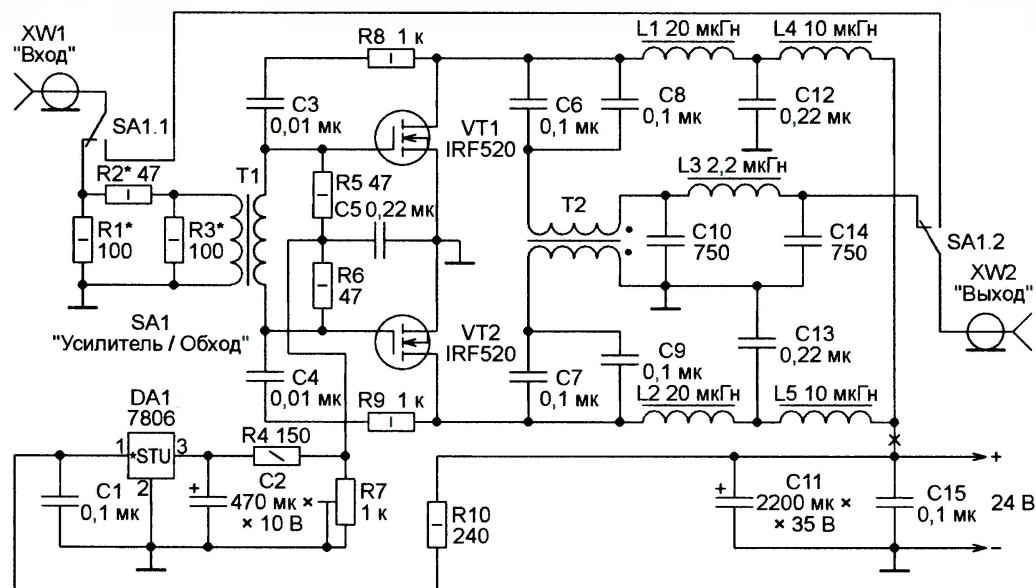 XW1
"Вход"
SA1.1
R2* 47
R1*
100
R3*
100
T1
SA1
"Усилитель / Обход"
R8 1 к
C3
0,01 мк
VT1
IRF520
R5 47
C5 0,22 мк
R6
47
VT2
IRF520
C4
0,01 мк
R9 1 к
L1 20 мкГн
L4 10 мкГн
C6
0,1 мк
C8
0,1 мк
C12
0,22 мк
L3 2,2 мкГн
T2
C10
750
C14
750
SA1.2
XW2
"Выход"
C13
0,22 мк
C9
0,1 мк
C7
0,1 мк
L2 20 мкГн
L5 10 мкГн
DA1
7806
1
*STU
3
2
R4 150
C1
0,1 мк
+
C2
470 мк ×
× 10 В
R7
1 к
R10
240
+
C11
2200 мк ×
× 35 В
C15
0,1 мк
+
24 В
−